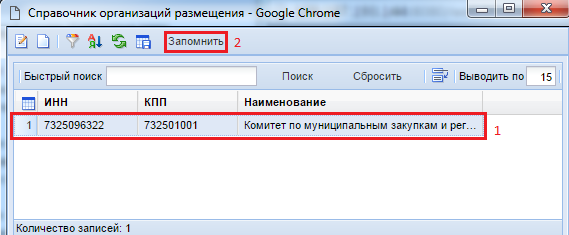 Справочник организаций размещения - Google Chrome
Запомнить 2
Быстрый поиск Поиск Сбросить Выводить по 15
ИНН КПП Наименование
1 7325096322 732501001 Комитет по муниципальным закупкам и рег... 1
Количество записей: 1